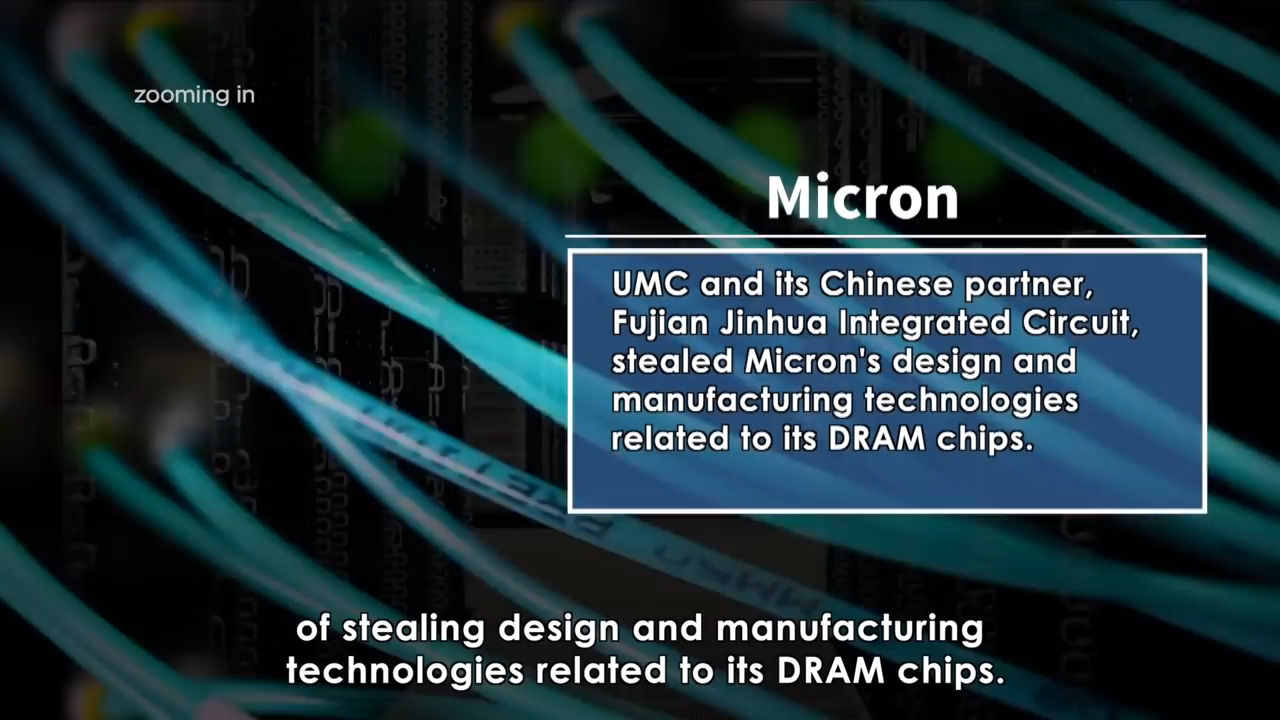 zooming in
Micron
UMC and its Chinese partner,
Fujian Jinhua Integrated Circuit,
stealed Micron's design and
manufacturing technologies
related to its DRAM chips.
of stealing design and manufacturing
technologies related to its DRAM chips.